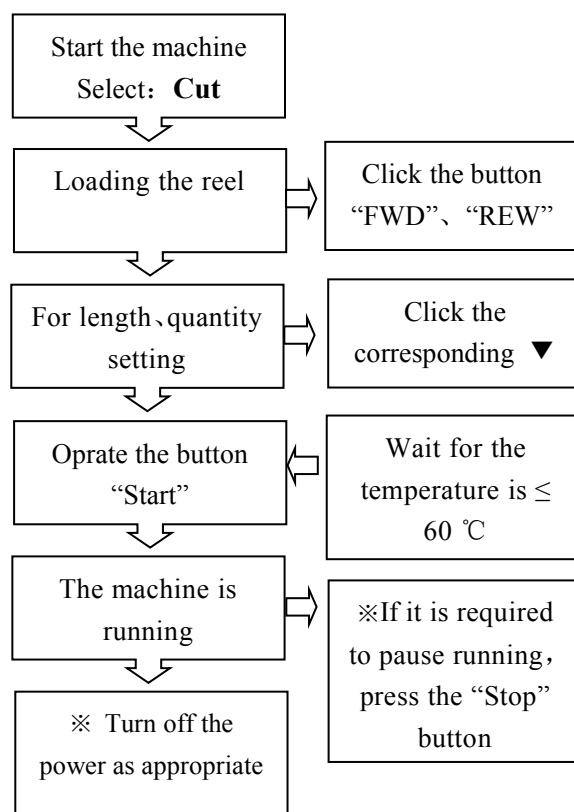 Start the machine
Select：Cut
Loading the reel
Click the button
“FWD”、“REW”
For length、quantity
setting
Click the
corresponding ▼
Oprate the button
“Start”
Wait for the
temperature is ≤
60 ℃
The machine is
running
※If it is required
to pause running，
press the “Stop”
button
※ Turn off the
power as appropriate